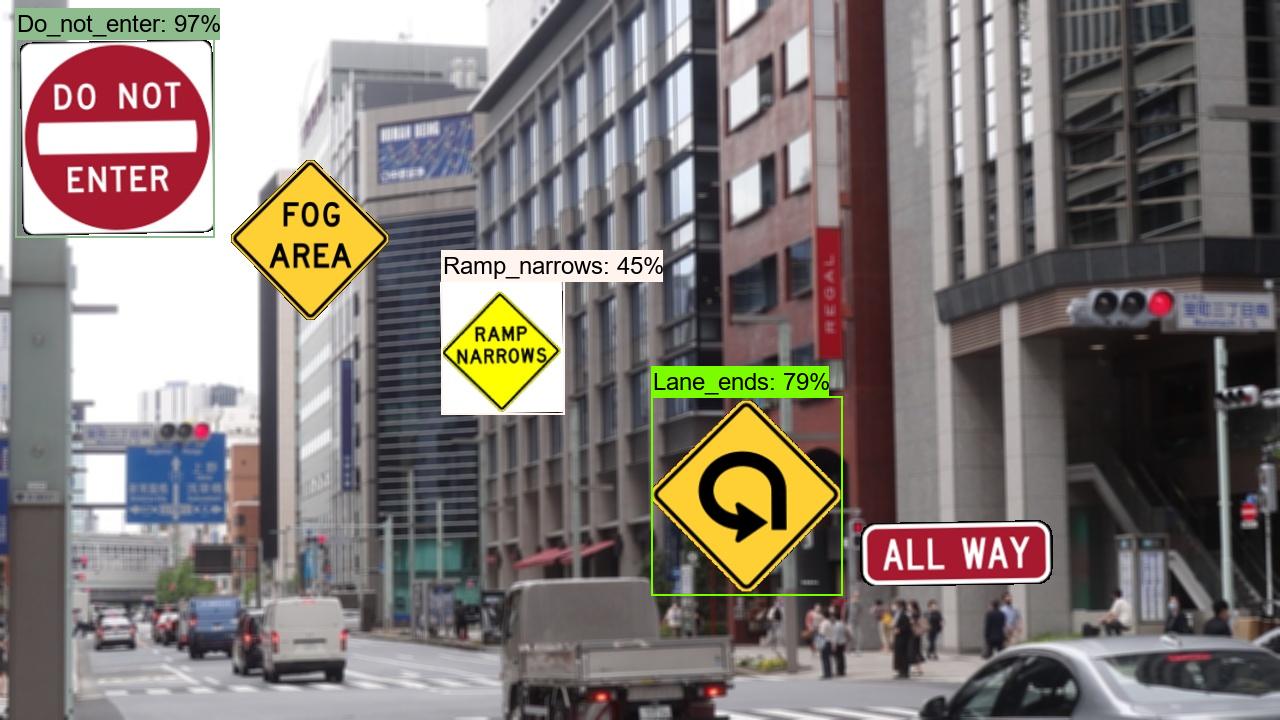 Do_not_enter: 97%
DO NOT
ENTER
FOG
AREA
Ramp_narrows: 45%
RAMP
NARROWS
REGAL
Lane_ends: 79%
ALL WAY